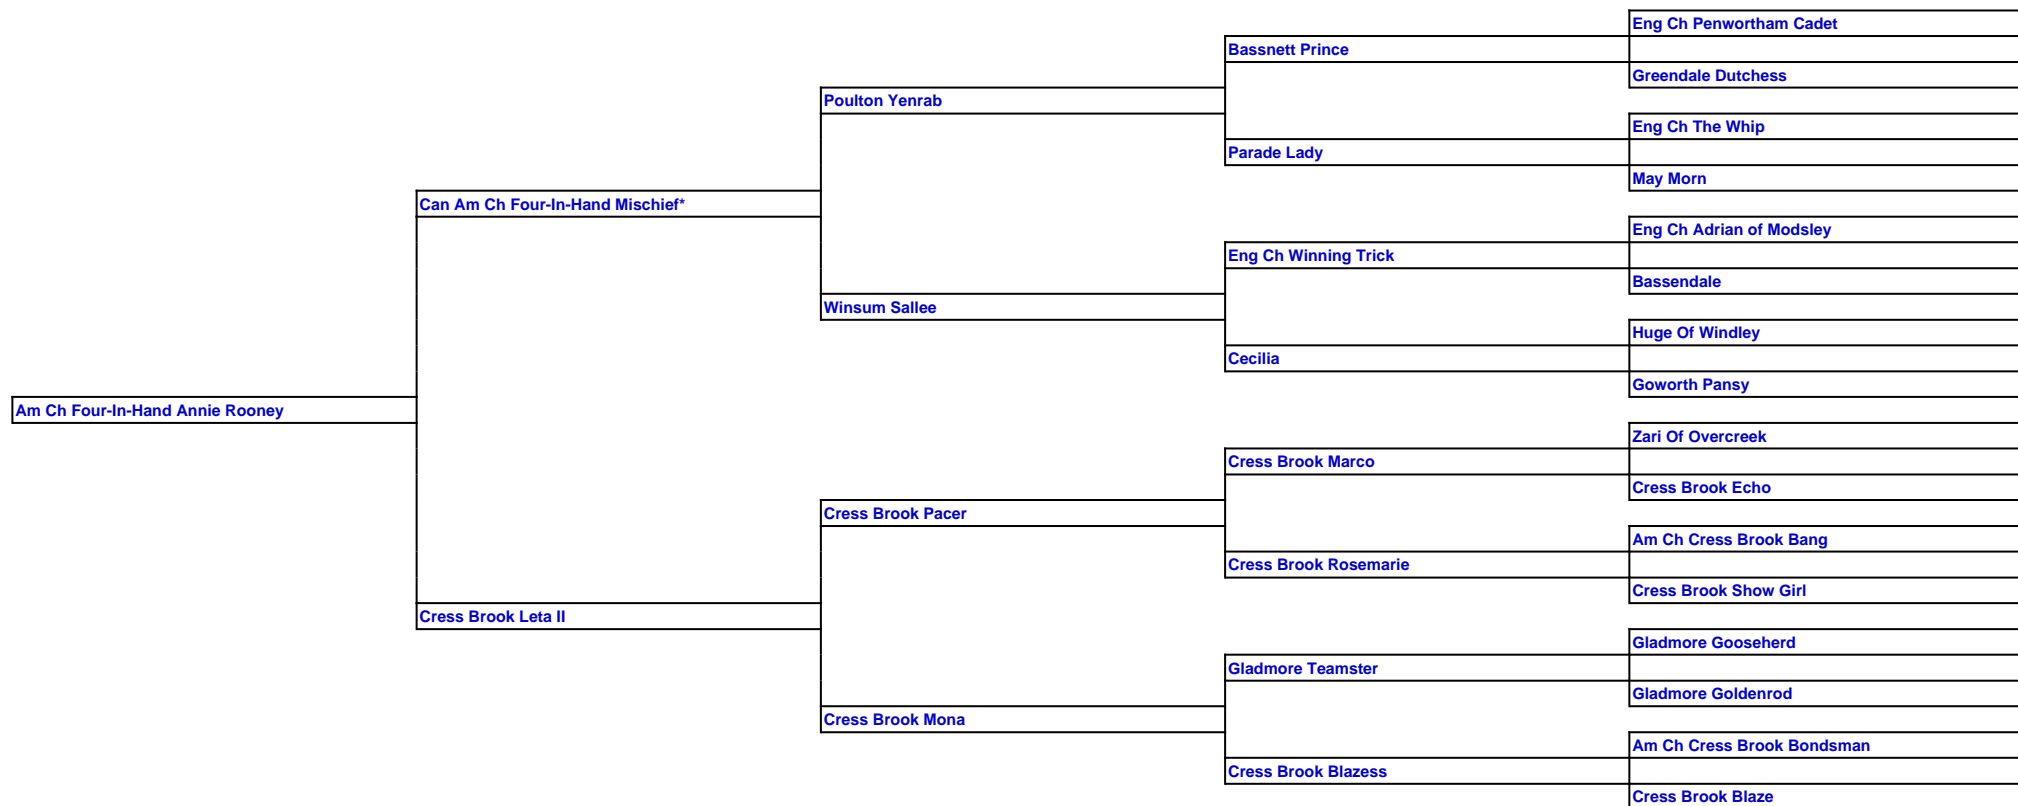 Eng Ch Penwortham Cadet
Bassnett Prince
Greendale Dutchess
Poulton Yenrab
Eng Ch The Whip
Parade Lady
May Morn
Can Am Ch Four-In-Hand Mischief*
Eng Ch Adrian of Modsley
Eng Ch Winning Trick
Bassendale
Winsum Sallee
Huge Of Windley
Cecilia
Goworth Pansy
Am Ch Four-In-Hand Annie Rooney
Zari Of Overcreek
Cress Brook Marco
Cress Brook Echo
Cress Brook Pacer
Am Ch Cress Brook Bang
Cress Brook Rosemarie
Cress Brook Show Girl
Cress Brook Leta II
Gladmore Gooseherd
Gladmore Teamster
Gladmore Goldenrod
Cress Brook Mona
Am Ch Cress Brook Bondsman
Cress Brook Blazess
Cress Brook Blaze